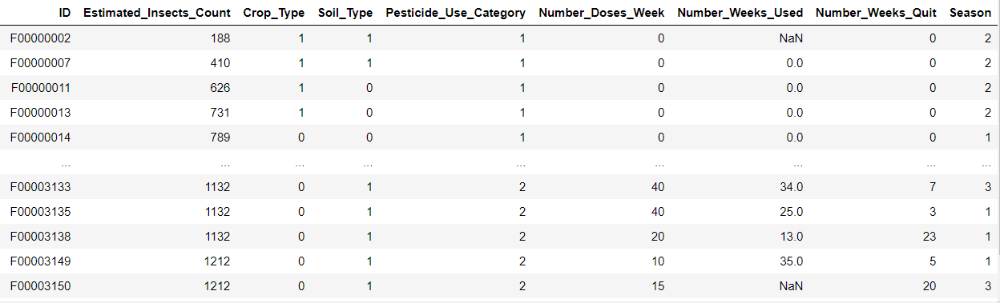 ID Estimated_Insects_Count Crop_Type Soil_Type Pesticide_Use_Category Number_Doses_Week Number_Weeks_Used Number_Weeks_Quit Season
F00000002 188 1 1 1 0 NaN 0 2
F00000007 410 1 1 1 0 0.0 0 2
F00000011 626 1 0 1 0 0.0 0 2
F00000013 731 1 0 1 0 0.0 0 2
F00000014 789 0 0 1 0 0.0 0 1
... ... ... ... ... ... ... ... ...
F00003133 1132 0 1 2 40 34.0 7 3
F00003135 1132 0 1 2 40 25.0 3 1
F00003138 1132 0 1 2 20 13.0 23 1
F00003149 1212 0 1 2 10 35.0 5 1
F00003150 1212 0 1 2 15 NaN 20 3